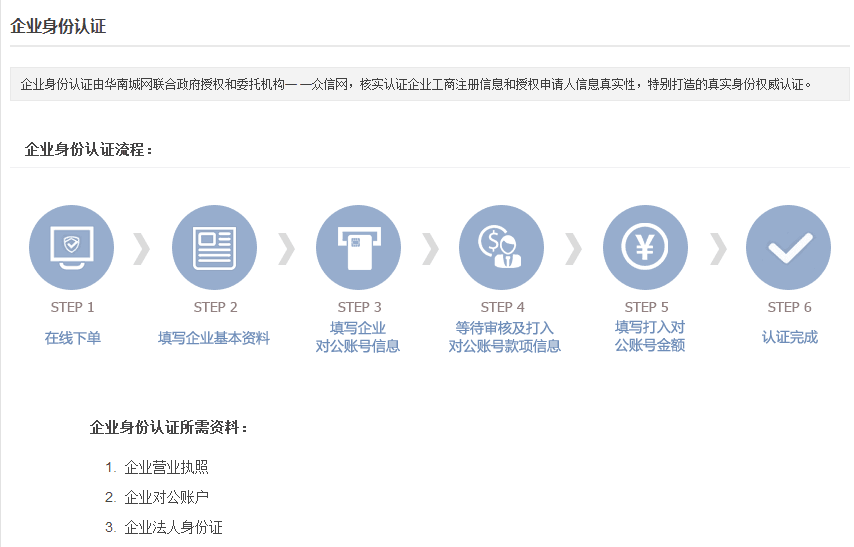 企业身份认证
企业身份认证由华南城网联合政府授权和委托机构一 一众信网，核实认证企业工商注册信息和授权申请人信息真实性，特别打造的真实身份权威认证。
企业身份认证流程：
STEP 1
在线下单
STEP 2
填写企业基本资料
STEP 3
填写企业
对公账号信息
STEP 4
等待审核及打入
对公账号款项信息
STEP 5
填写打入对
公账号金额
STEP 6
认证完成
企业身份认证所需资料：
1. 企业营业执照
2. 企业对公账户
3. 企业法人身份证